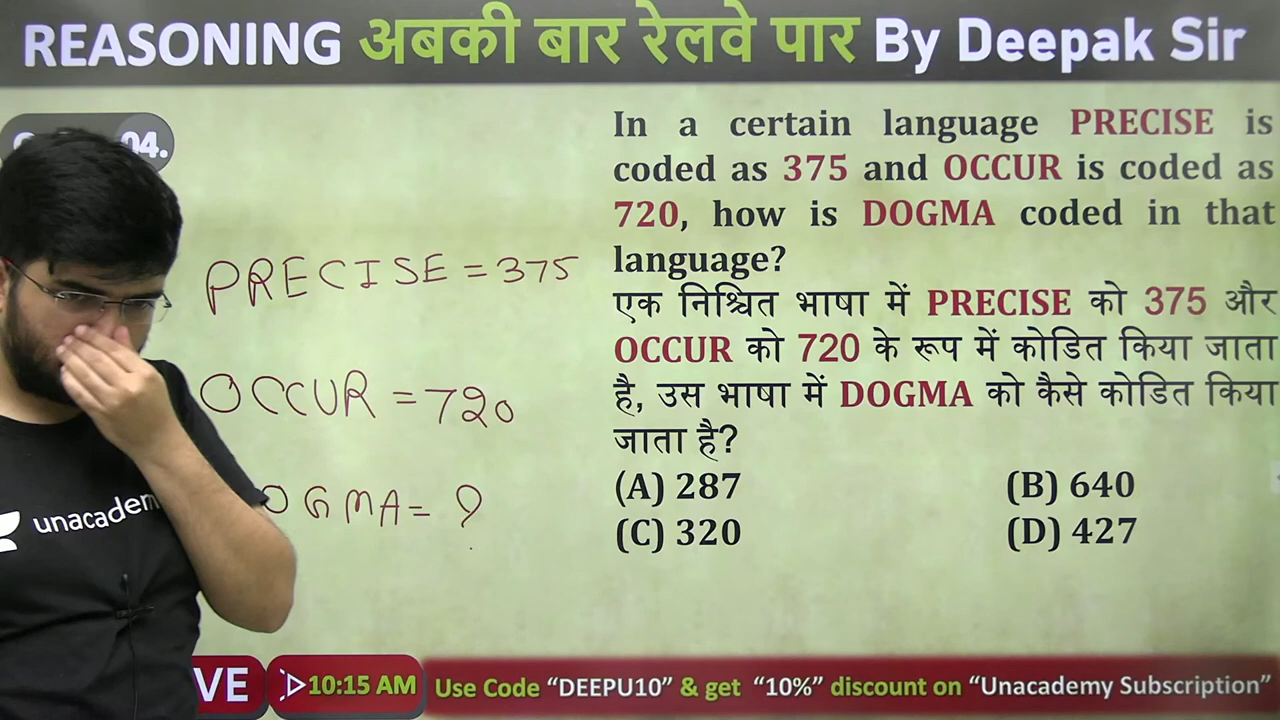 REASONING अबकी बार रेलवे पार By Deepak Sir
04.
In a certain language PRECISE is
coded as 375 and OCCUR is coded as
720, how is DOGMA coded in that
language?
एक निश्चित भाषा में PRECISE को 375 और
OCCUR को 720 के रूप में कोडित किया जाता
है, उस भाषा में DOGMA को कैसे कोडित किया
जाता है?
(A) 287 (B) 640
(C) 320 (D) 427
PRECISE = 375
OCCUR = 720
OGMA = ?
unacadem
VE 10:15 AM Use Code “DEEPU10” & get “10%” discount on “Unacademy Subscription”